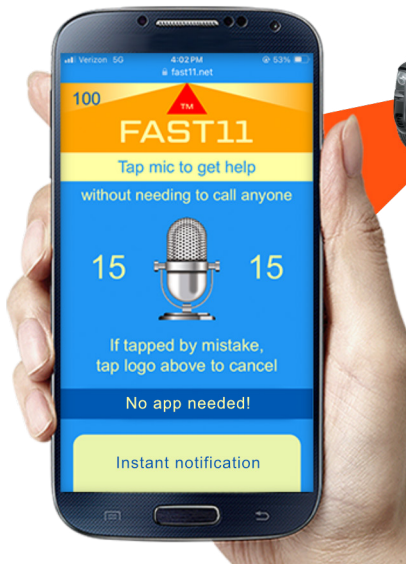 Verizon 5G 4:02 PM 53%
fast11.net
100
TM
FAST11
Tap mic to get help
without needing to call anyone
15 15
If tapped by mistake,
tap logo above to cancel
No app needed!
Instant notification